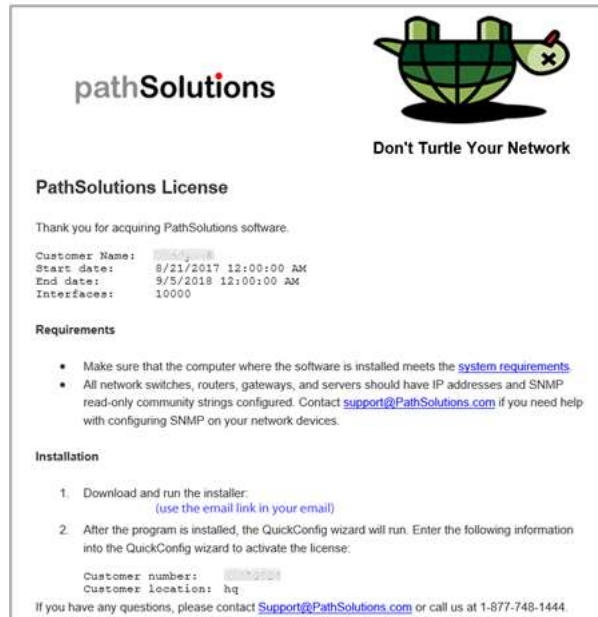 pathSolutions
Don't Turtle Your Network
PathSolutions License
Thank you for acquiring PathSolutions software.
Customer Name:
Start date: 8/21/2017 12:00:00 AM
End date: 9/5/2018 12:00:00 AM
Interfaces: 10000
Requirements
• Make sure that the computer where the software is installed meets the system requirements.
• All network switches, routers, gateways, and servers should have IP addresses and SNMP
read-only community strings configured. Contact support@PathSolutions.com if you need help
with configuring SNMP on your network devices.
Installation
1. Download and run the installer:
(use the email link in your email)
2. After the program is installed, the QuickConfig wizard will run. Enter the following information
into the QuickConfig wizard to activate the license:
Customer number:
Customer location: hq
If you have any questions, please contact Support@PathSolutions.com or call us at 1-877-748-1444.